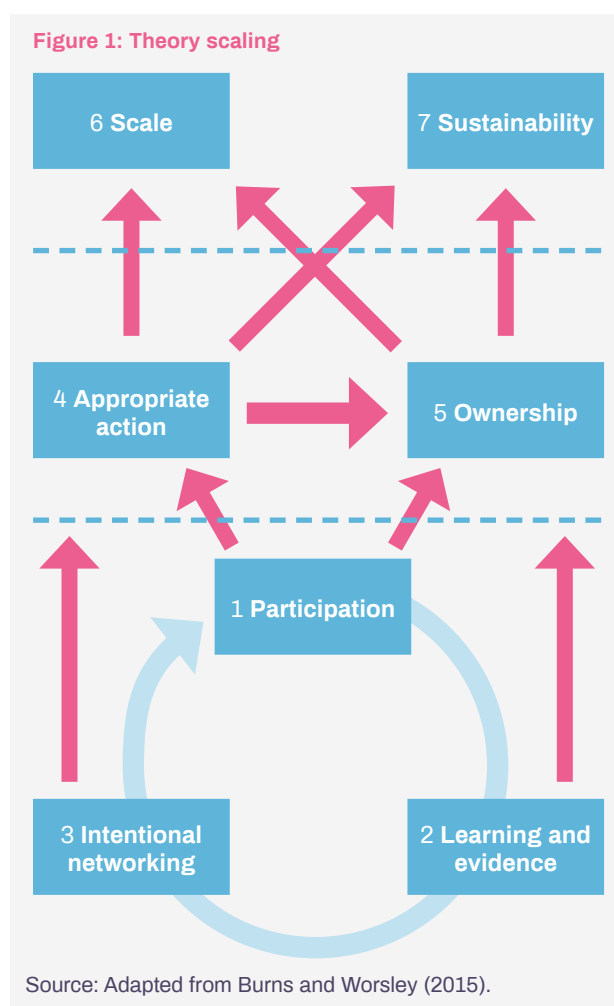 Figure 1: Theory scaling
6 Scale
7 Sustainability
4 Appropriate
action
5 Ownership
1 Participation
3 Intentional
networking
2 Learning and
evidence
Source: Adapted from Burns and Worsley (2015).